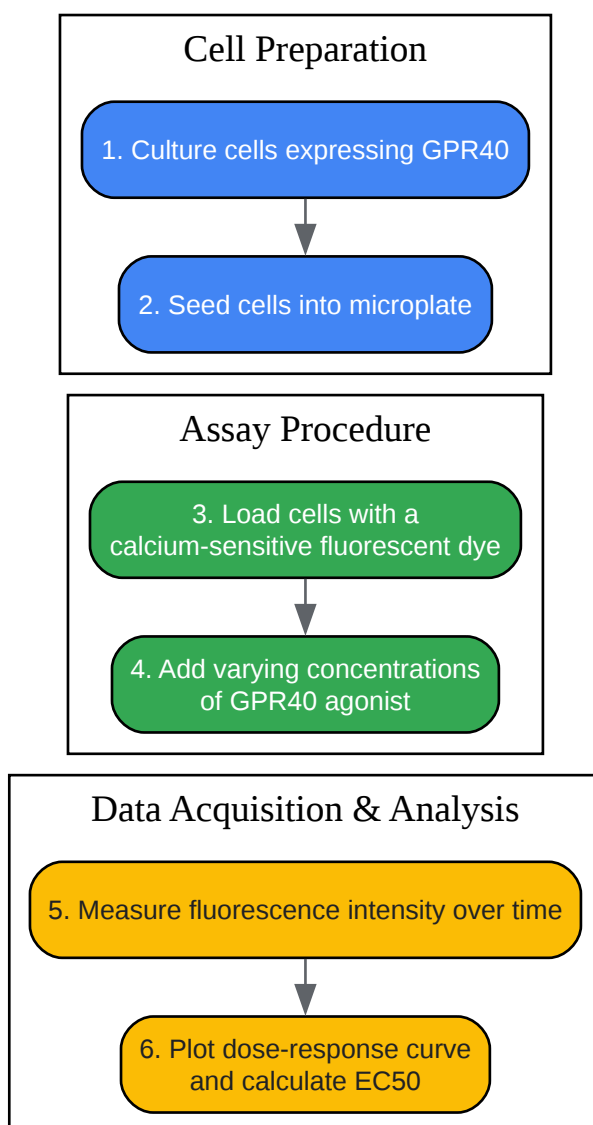 Cell Preparation
1. Culture cells expressing GPR40
2. Seed cells into microplate
Assay Procedure
3. Load cells with a
calcium-sensitive fluorescent dye
4. Add varying concentrations
of GPR40 agonist
Data Acquisition & Analysis
5. Measure fluorescence intensity over time
6. Plot dose-response curve
and calculate EC50